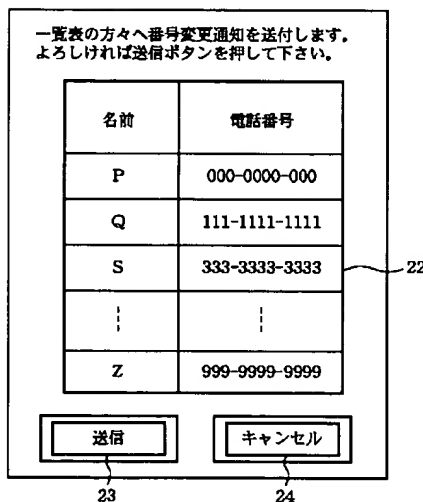 一覧表の方々へ番号変更通知を送付します。
よろしければ送信ボタンを押して下さい。
名前 電話番号
P 000-0000-000
Q 111-1111-1111
S 333-3333-3333
22
Z 999-9999-9999
送信 キャンセル
23 24